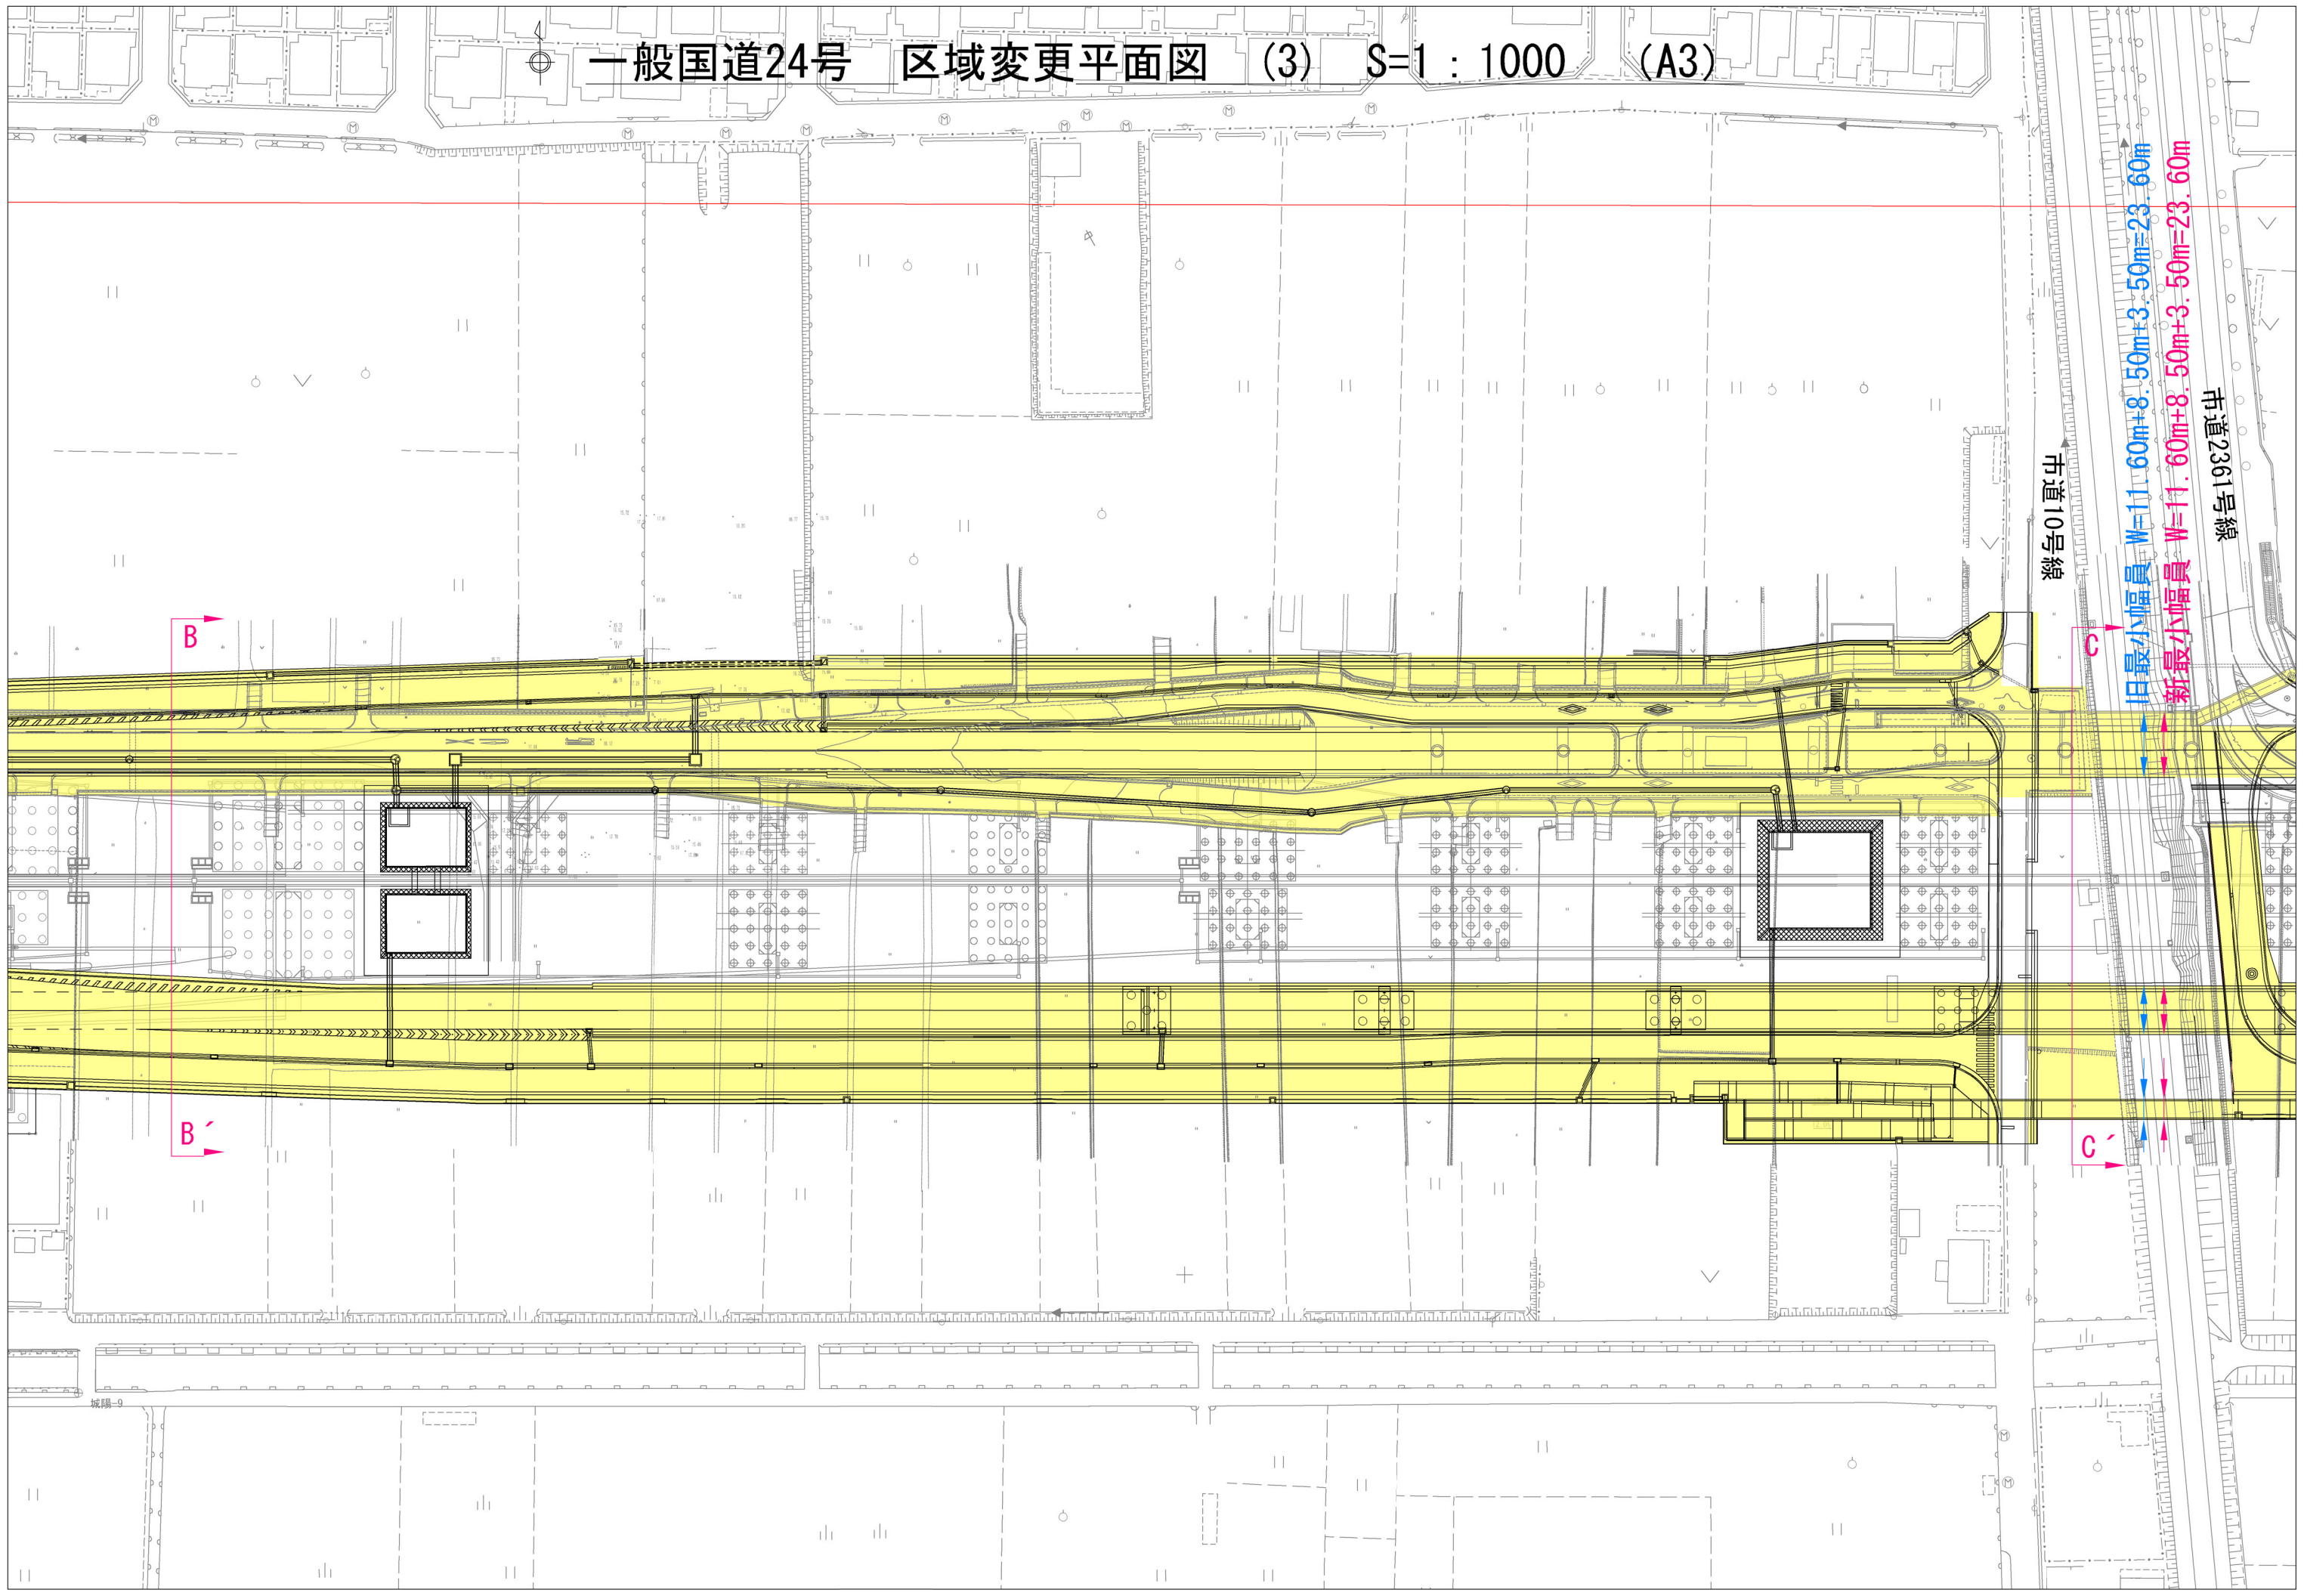 一般国道24号 区域変更平面図 (3) S=1：1000 (A3)
旧最小幅員 W=11.60m+8.50m+3.50m=23.60m
新最小幅員 W=11.60m+8.50m+3.50m=23.60m
市道2361号線
市道10号線
B
C
B´
C´
城陽-9